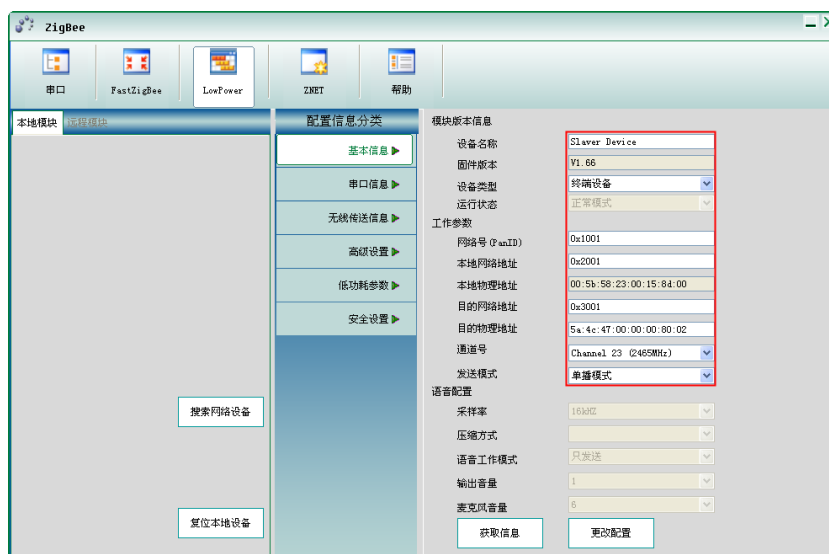 ZigBee
串口
FastZigBee
LowPower
ZNET
帮助
本地模块 远程模块
搜索网络设备
复位本地设备
配置信息分类
基本信息
串口信息
无线传送信息
高级设置
低功耗参数
安全设置
模块版本信息
设备名称 Slaver Device
固件版本 V1.66
设备类型 终端设备
运行状态 正常模式
工作参数
网络号(PanID) 0x1001
本地网络地址 0x2001
本地物理地址 00:5b:58:23:00:15:8d:00
目的网络地址 0x3001
目的物理地址 5a:4c:47:00:00:00:80:02
通道号 Channel 23 (2465MHz)
发送模式 单播模式
语音配置
采样率 16kHZ
压缩方式
语音工作模式 只发送
输出音量 1
麦克风音量 6
获取信息 更改配置